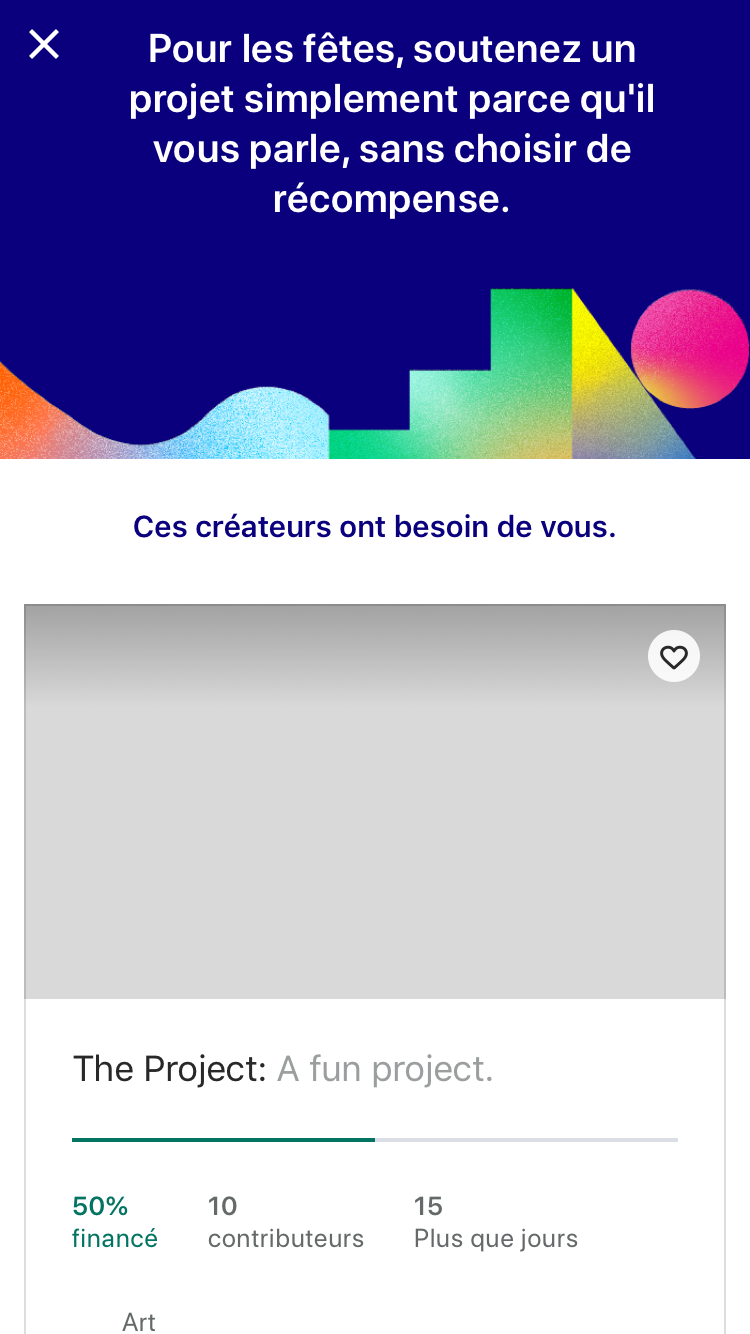 Pour les fêtes, soutenez un
projet simplement parce qu'il
vous parle, sans choisir de
récompense.
Ces créateurs ont besoin de vous.
The Project: A fun project.
50%
financé
10
contributeurs
15
Plus que jours
Art